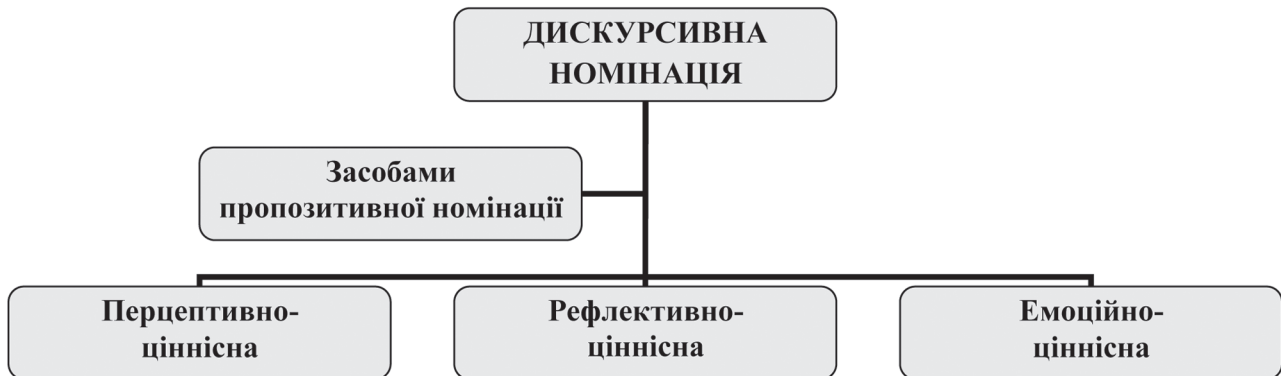 ДИСКУРСИВНА
НОМІНАЦІЯ
Засобами
пропозитивної номінації
Перцептивно-
ціннісна
Рефлективно-
ціннісна
Емоційно-
ціннісна